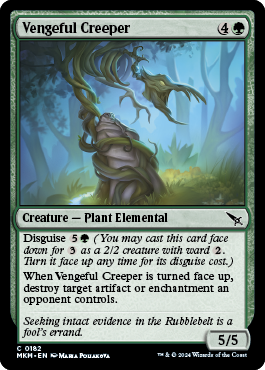 Vengeful Creeper 4
Creature — Plant Elemental
Disguise 5 (You may cast this card face
down for 3 as a 2/2 creature with ward 2.
Turn it face up any time for its disguise cost.)
When Vengeful Creeper is turned face up,
destroy target artifact or enchantment an
opponent controls.
Seeking intact evidence in the Rubblebelt is a
fool's errand.
5/5
C 0182
MKN • EN Maria Poliakova
™ & © 2024 Wizards of the Coast